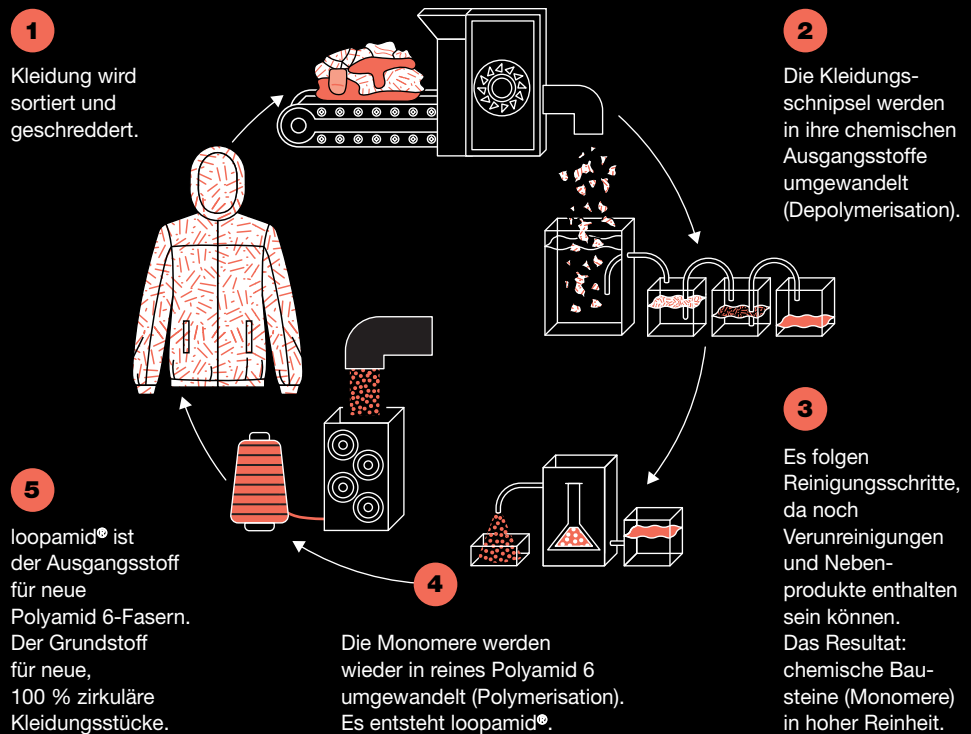 1
Kleidung wird
sortiert und
geschreddert.
2
Die Kleidungs-
schnipsel werden
in ihre chemischen
Ausgangsstoffe
umgewandelt
(Depolymerisation).
3
Es folgen
Reinigungsschritte,
da noch
Verunreinigungen
und Neben-
produkte enthalten
sein können.
Das Resultat:
chemische Bau-
steine (Monomere)
in hoher Reinheit.
4
Die Monomere werden
wieder in reines Polyamid 6
umgewandelt (Polymerisation).
Es entsteht loopamid®.
5
loopamid® ist
der Ausgangsstoff
für neue
Polyamid 6-Fasern.
Der Grundstoff
für neue,
100 % zirkuläre
Kleidungsstücke.